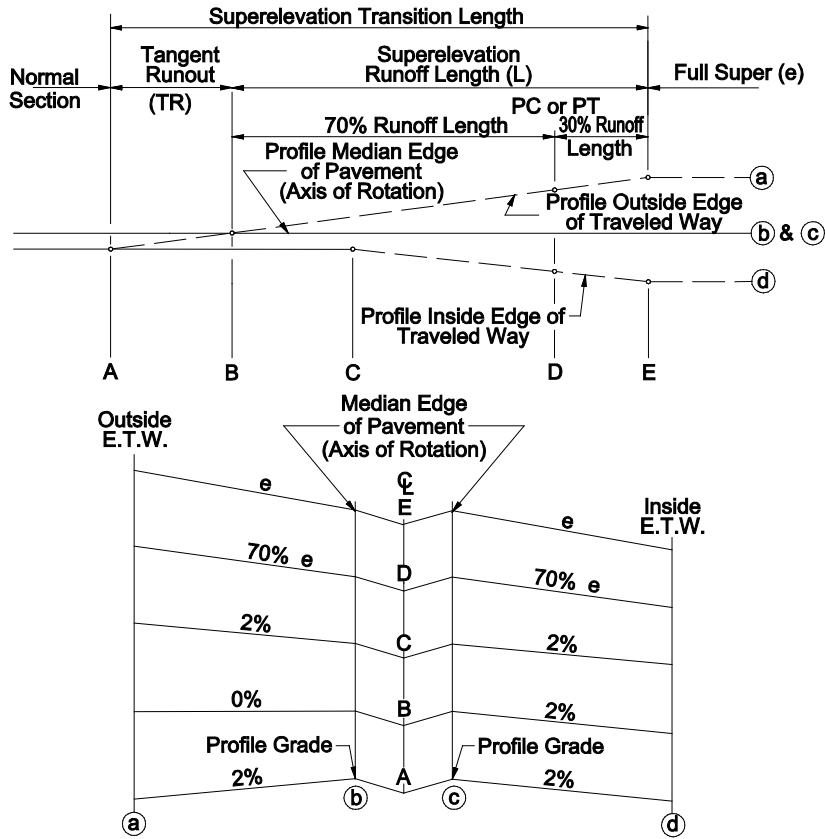 Superelevation Transition Length
Normal
Section
Tangent
Runout
(TR)
Superelevation
Runoff Length (L)
Full Super (e)
PC or PT
70% Runoff Length
30% Runoff
Length
Profile Median Edge
of Pavement
(Axis of Rotation)
a
Profile Outside Edge
of Traveled Way
b & c
d
Profile Inside Edge of
Traveled Way
A B C D E
Outside
E.T.W.
Median Edge
of Pavement
(Axis of Rotation)
CL
Inside
E.T.W.
e E e
70% e D 70% e
2% C 2%
0% B 2%
Profile Grade Profile Grade
2% A 2%
b c
a d